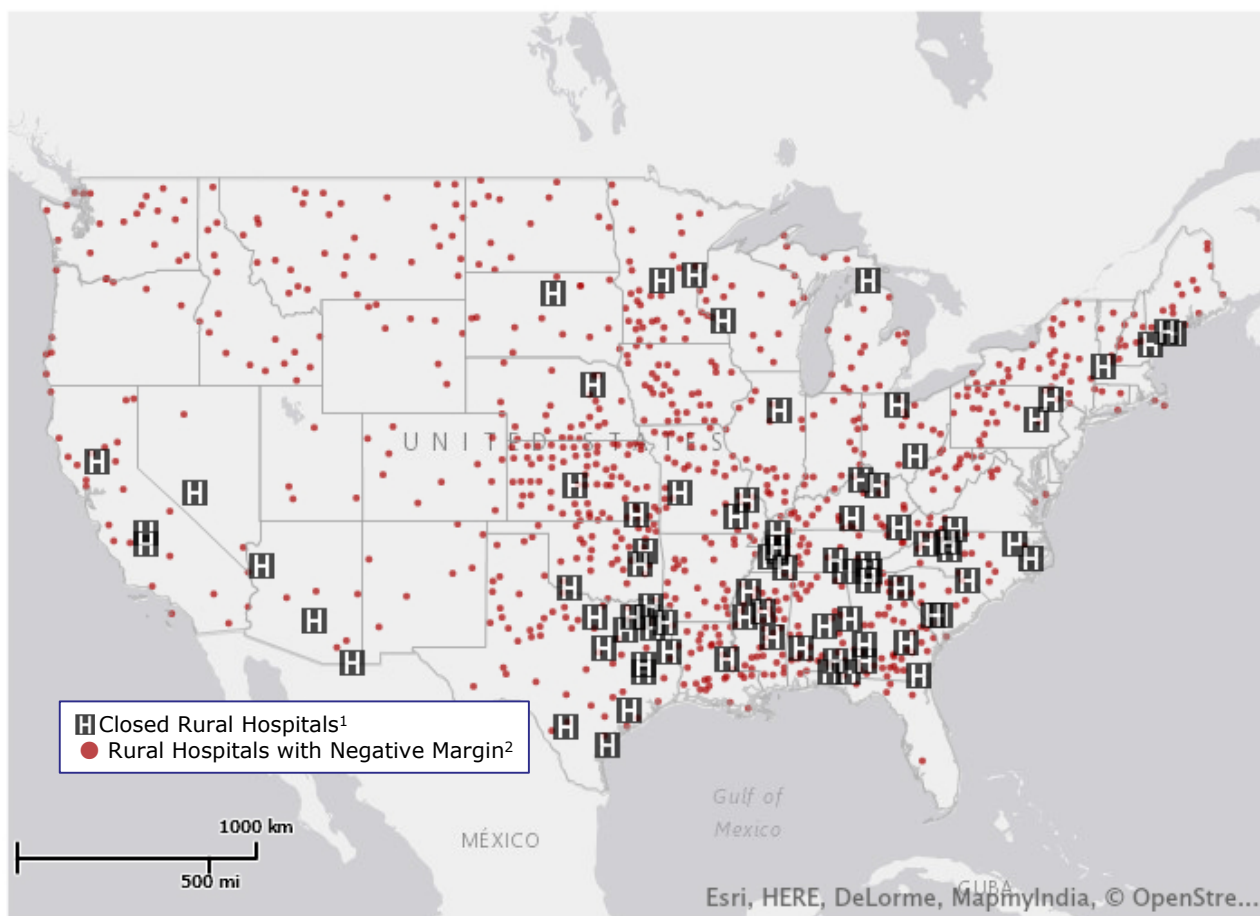 UNITED STATES
H Closed Rural Hospitals¹
Rural Hospitals with Negative Margin²
Gulf of
Mexico
1000 km
MÉXICO
500 mi
CUBA
Esri, HERE, DeLorme, MapmyIndia, © OpenStre...